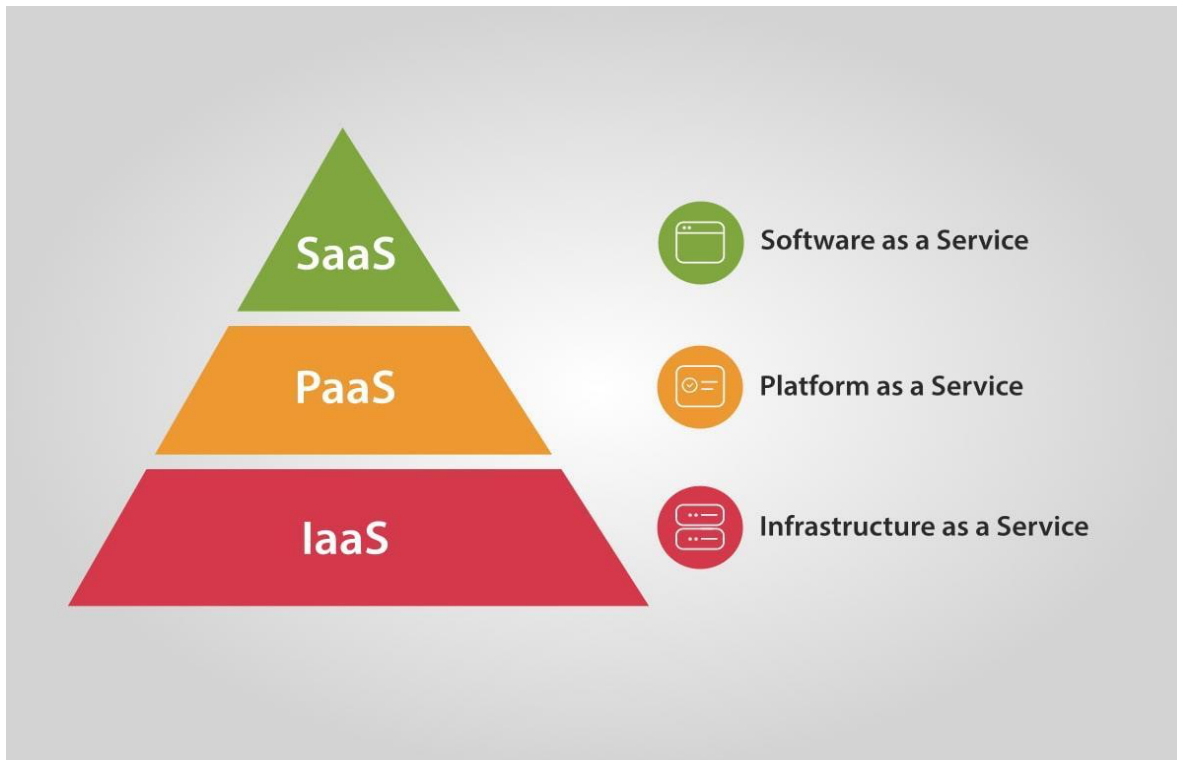 SaaS
Software as a Service
PaaS
Platform as a Service
IaaS
Infrastructure as a Service